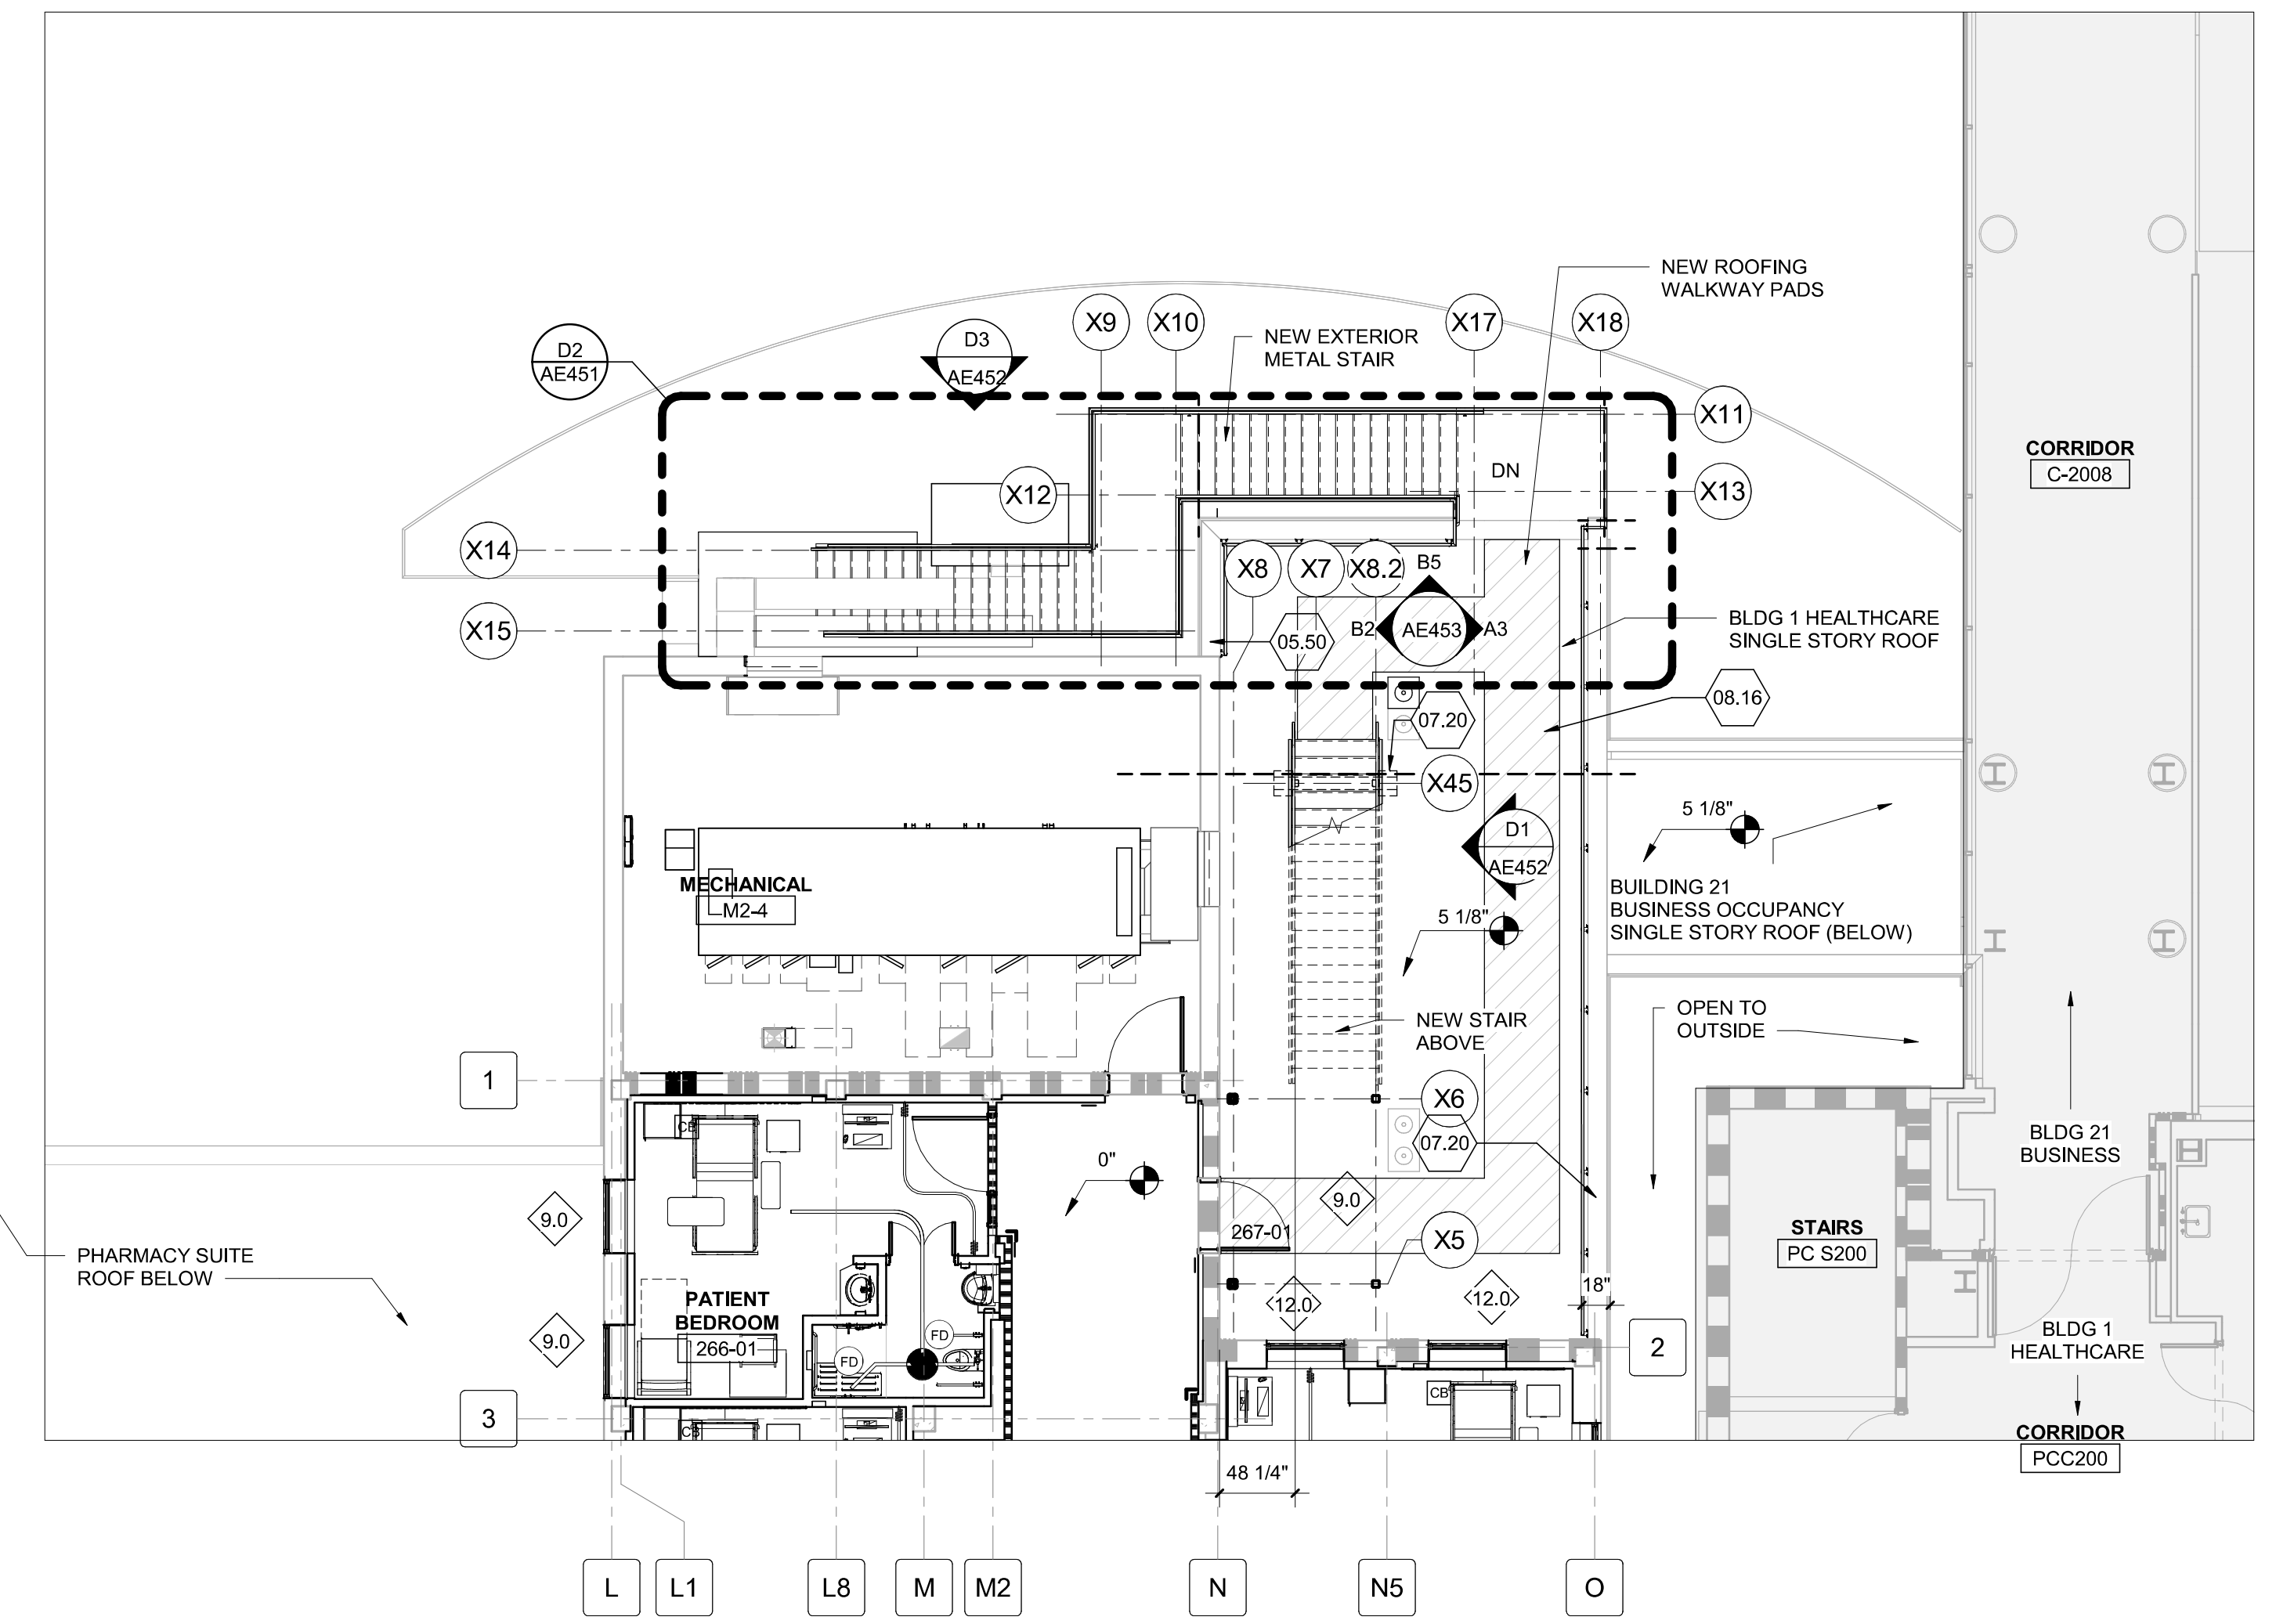 NEW ROOFING
WALKWAY PADS
X9
X10
X17
X18
D2
AE451
D3
AE452
NEW EXTERIOR
METAL STAIR
X11
CORRIDOR
C-2008
DN
X12
X13
X14
X8
X7
X8.2
B5
X15
05.50
B2
AE453
A3
BLDG 1 HEALTHCARE
SINGLE STORY ROOF
08.16
07.20
X45
5 1/8"
D1
AE452
MECHANICAL
M2-4
BUILDING 21
BUSINESS OCCUPANCY
SINGLE STORY ROOF (BELOW)
5 1/8"
NEW STAIR
ABOVE
OPEN TO
OUTSIDE
1
X6
CB
07.20
BLDG 21
BUSINESS
0"
9.0
9.0
267-01
X5
STAIRS
PC S200
PHARMACY SUITE
ROOF BELOW
18"
PATIENT
BEDROOM
266-01
9.0
FD
FD
12.0
12.0
2
BLDG 1
HEALTHCARE
CB
3
CB
CORRIDOR
PCC200
48 1/4"
L
L1
L8
M
M2
N
N5
O